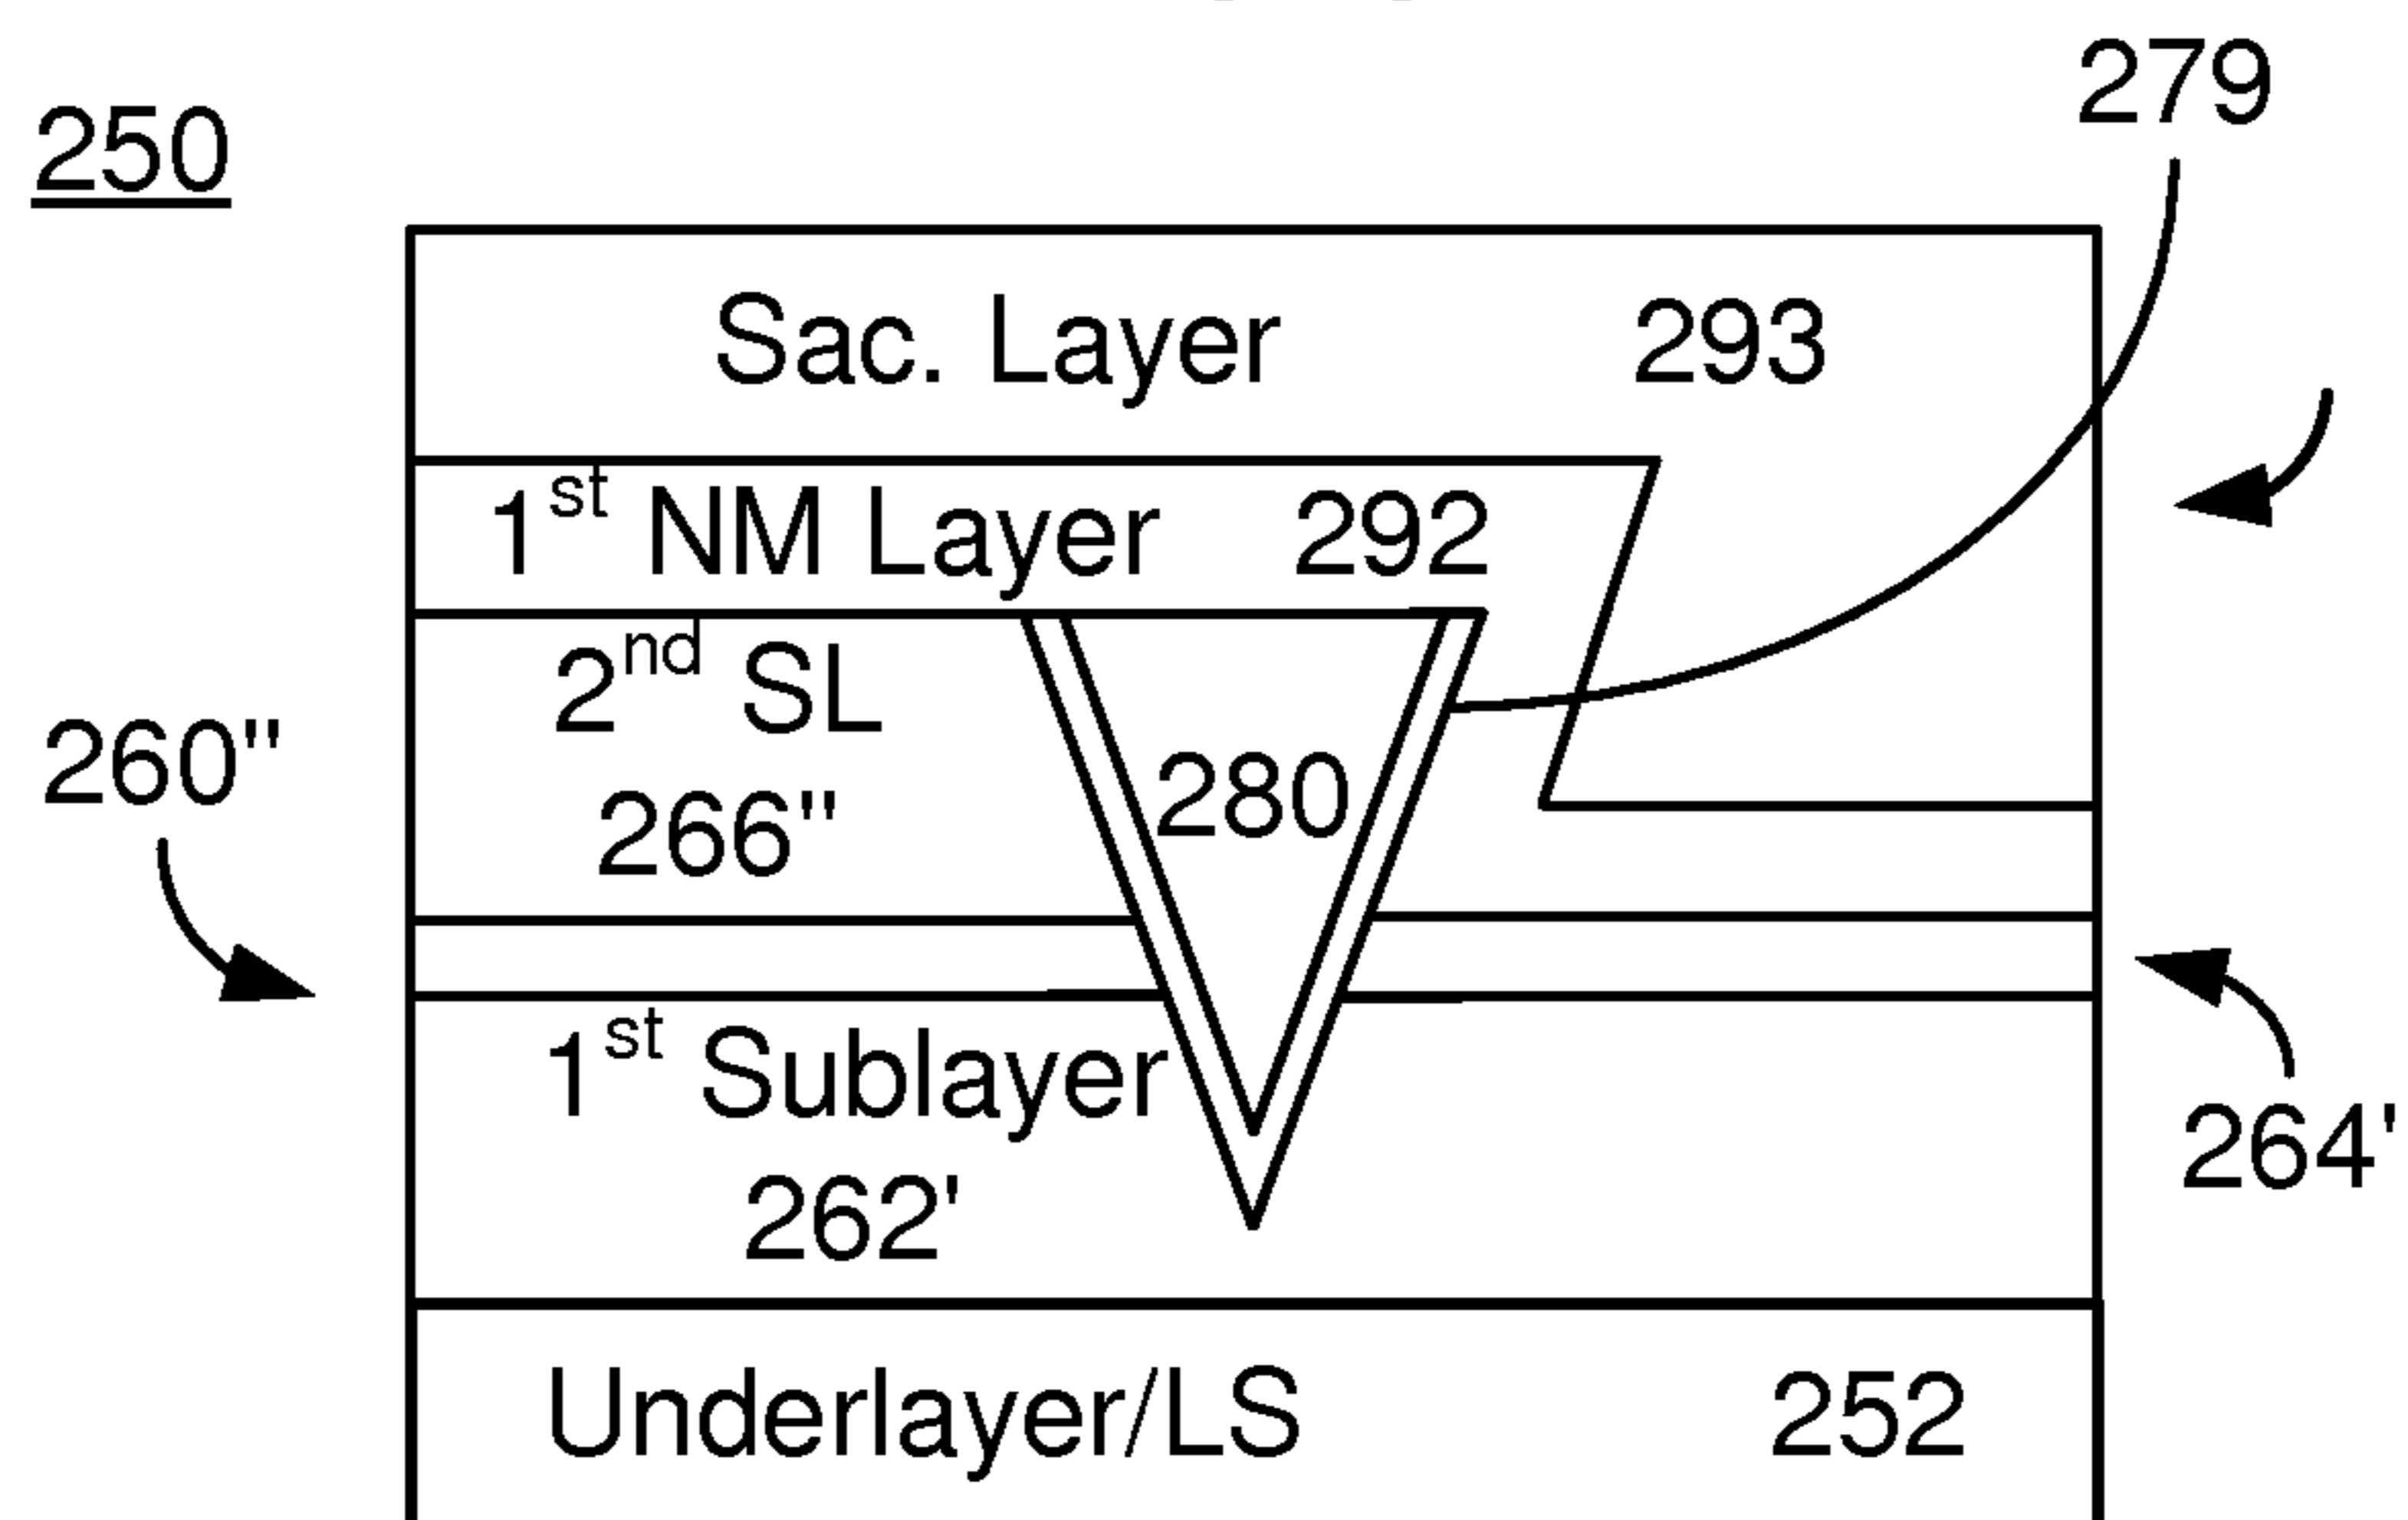 279
250
Sac. Layer 293
1st NM Layer 292
2nd SL
266"
280
260"
1st Sublayer
262'
264'
Underlayer/LS 252